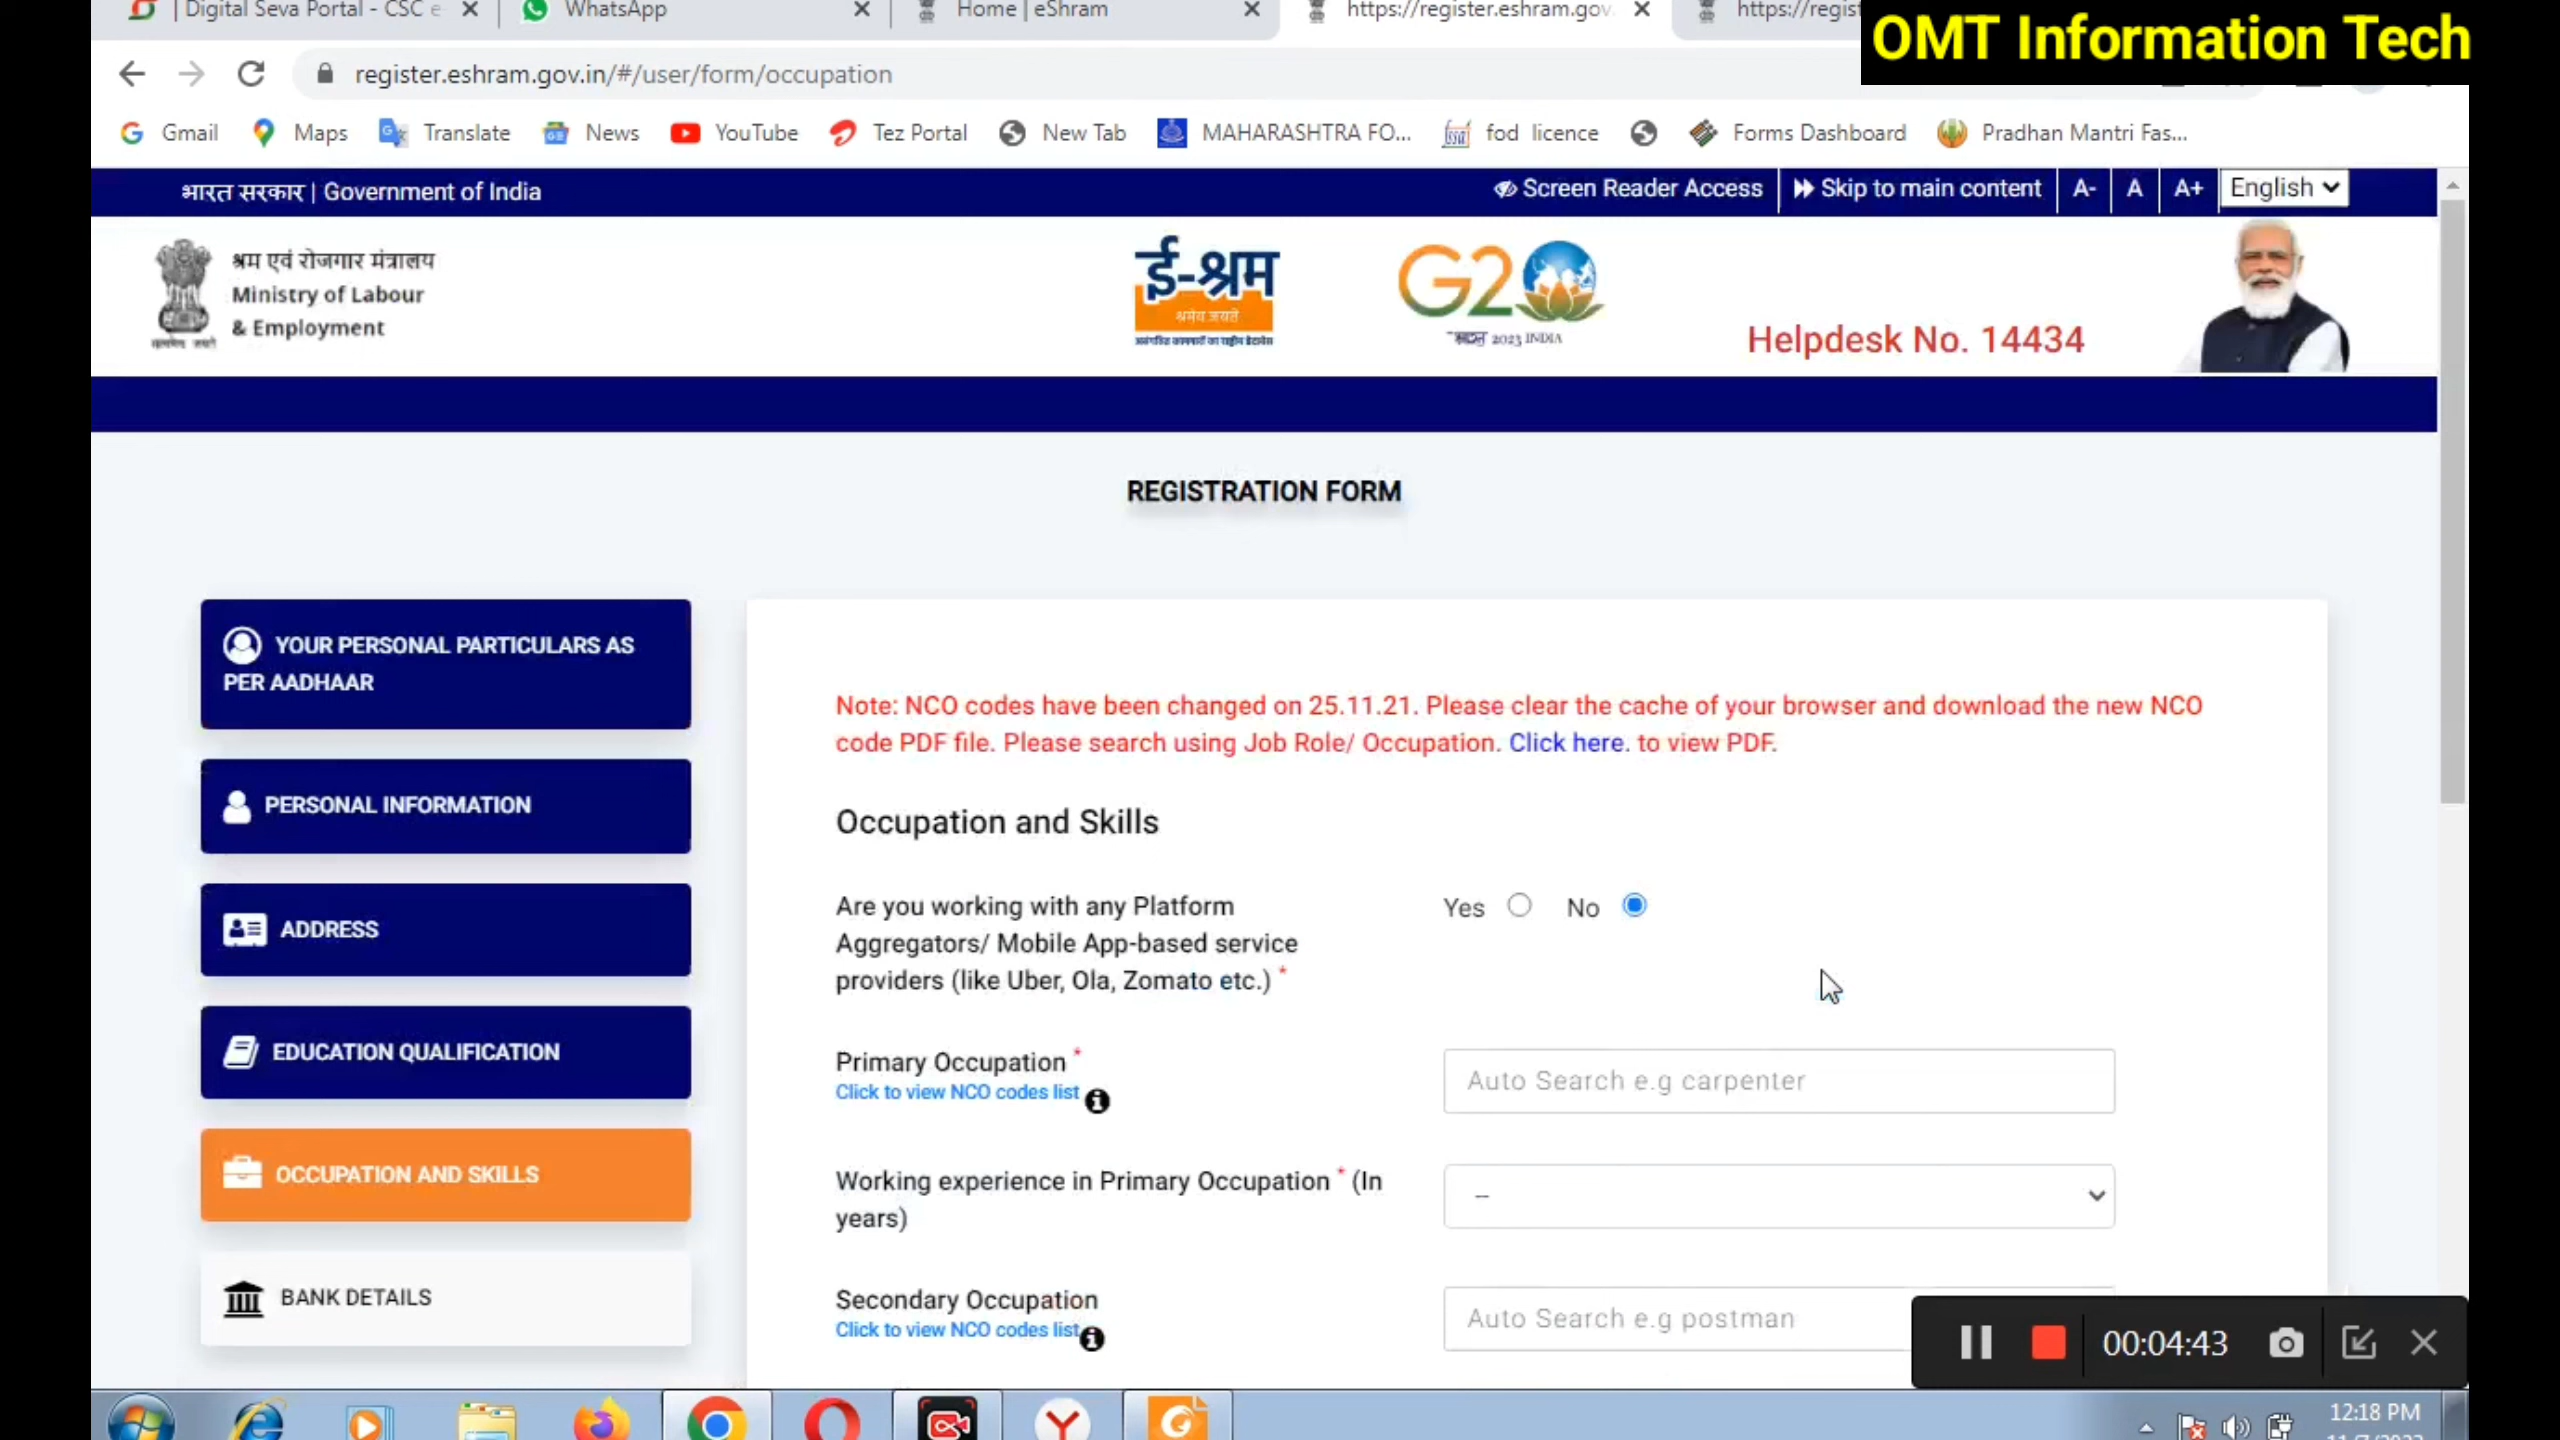 | Digital Seva Portal - CSC e
WhatsApp
Home | eShram
https://register.eshram.gov.
https://regist
OMT Information Tech
register.eshram.gov.in/#/user/form/occupation
Gmail
Maps
Translate
News
YouTube
Tez Portal
New Tab
MAHARASHTRA FO...
fod licence
Forms Dashboard
Pradhan Mantri Fas...
भारत सरकार | Government of India
Screen Reader Access
Skip to main content
A-
A
A+
English
श्रम एवं रोजगार मंत्रालय
Ministry of Labour
& Employment
ई-श्रम
श्रमेव जयते
G20
2023 INDIA
Helpdesk No. 14434
REGISTRATION FORM
YOUR PERSONAL PARTICULARS AS
PER AADHAAR
PERSONAL INFORMATION
ADDRESS
EDUCATION QUALIFICATION
OCCUPATION AND SKILLS
BANK DETAILS
Note: NCO codes have been changed on 25.11.21. Please clear the cache of your browser and download the new NCO
code PDF file. Please search using Job Role/ Occupation. Click here. to view PDF.
Occupation and Skills
Are you working with any Platform
Aggregators/ Mobile App-based service
providers (like Uber, Ola, Zomato etc.) *
Yes
No
Primary Occupation *
Click to view NCO codes list
Auto Search e.g carpenter
Working experience in Primary Occupation * (In
years)
--
Secondary Occupation
Click to view NCO codes list
Auto Search e.g postman
00:04:43
12:18 PM